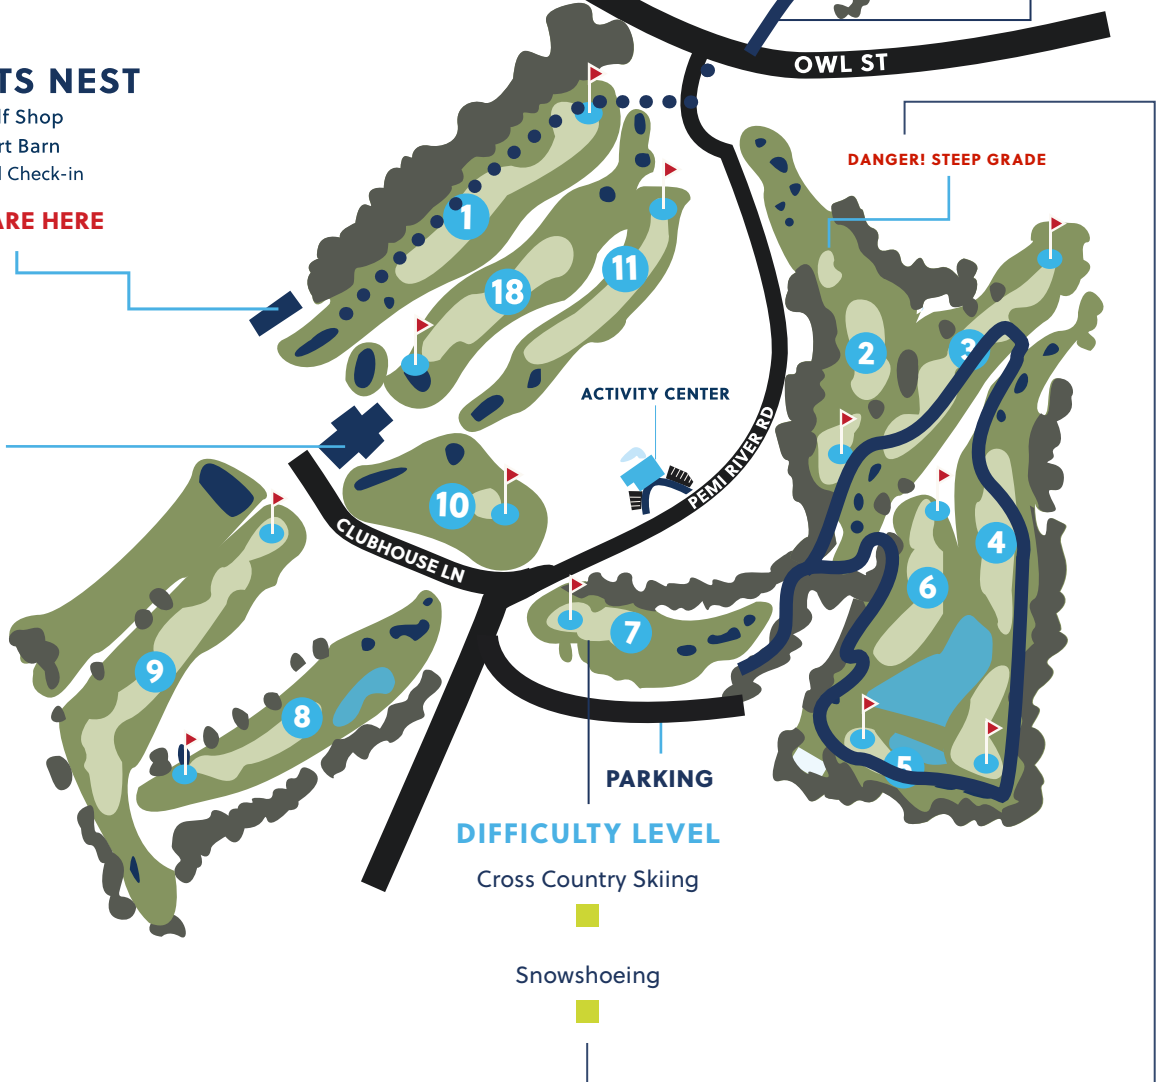 OWL ST
TS NEST
lf Shop
rt Barn
Check-in
DANGER! STEEP GRADE
ARE HERE
1
11
18
2
3
ACTIVITY CENTER
PEMI RIVER RD
10
CLUBHOUSE LN
4
6
7
9
8
5
PARKING
DIFFICULTY LEVEL
Cross Country Skiing
Snowshoeing